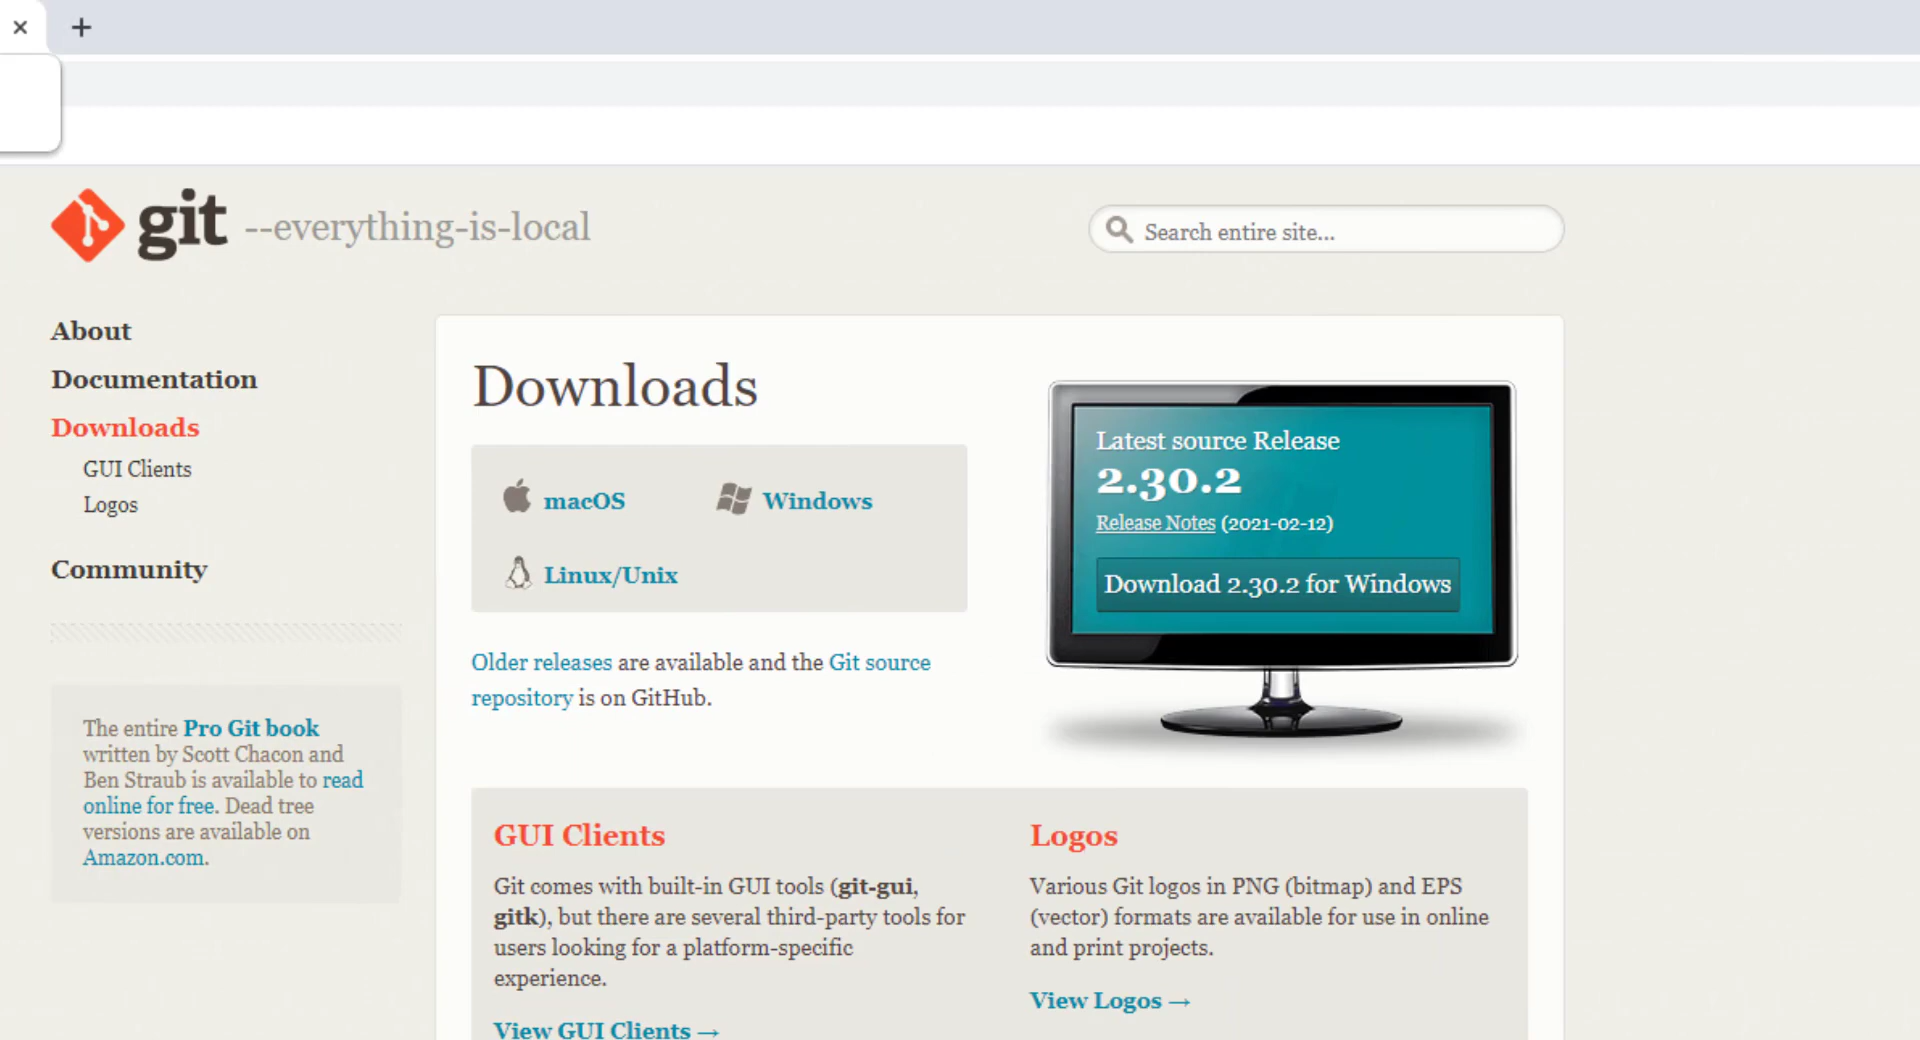 git --everything-is-local
Search entire site...
About
Documentation
Downloads
GUI Clients
Logos
Community
The entire Pro Git book
written by Scott Chacon and
Ben Straub is available to read
online for free. Dead tree
versions are available on
Amazon.com.
Downloads
macOS
Windows
Linux/Unix
Older releases are available and the Git source
repository is on GitHub.
Latest source Release
2.30.2
Release Notes (2021-02-12)
Download 2.30.2 for Windows
GUI Clients
Git comes with built-in GUI tools (git-gui,
gitk), but there are several third-party tools for
users looking for a platform-specific
experience.
View GUI Clients →
Logos
Various Git logos in PNG (bitmap) and EPS
(vector) formats are available for use in online
and print projects.
View Logos →